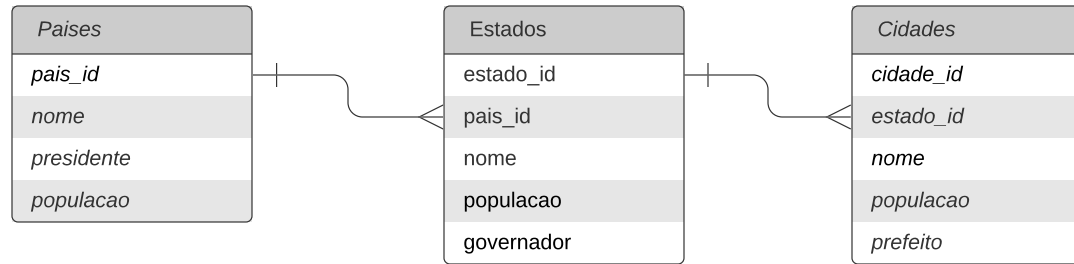 Paises
pais_id
nome
presidente
populacao
Estados
estado_id
pais_id
nome
populacao
governador
Cidades
cidade_id
estado_id
nome
populacao
prefeito